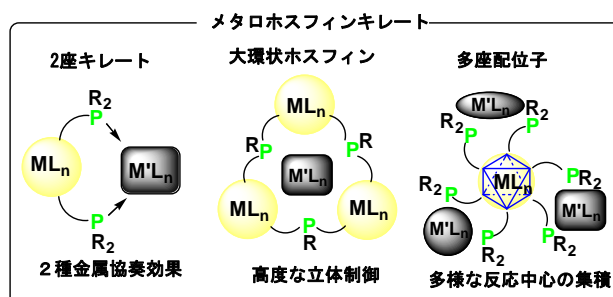 メタロホスフィンキレート
2座キレート
R2
P
MLn
M'Ln
P
R2
２種金属協奏効果
大環状ホスフィン
MLn
R
P
R
P
M'Ln
MLn
MLn
P
R
高度な立体制御
多座配位子
M'Ln
R2
P
R2
P
MLn
R2
P
PR2
M'Ln
M'Ln
P
R2
P
R2
多様な反応中心の集積